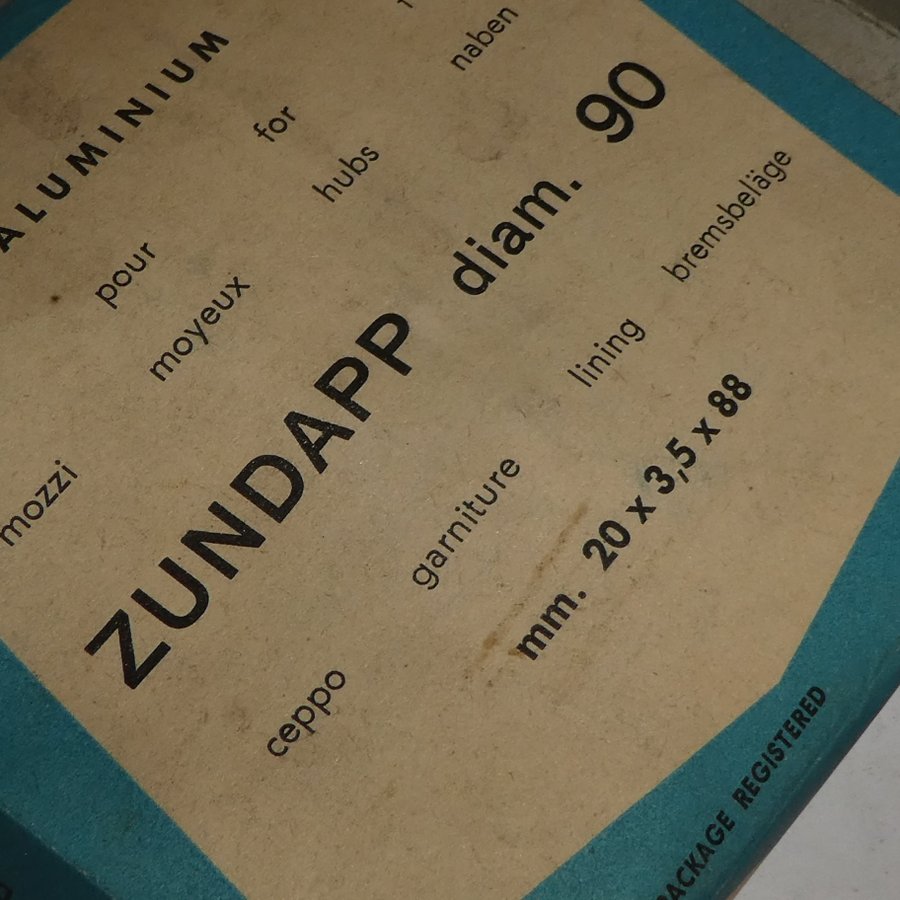 ALUMINIUM
for
naben
pour
hubs
mozzi
moyeux
ZUNDAPP diam. 90
ceppo
garniture
lining
bremsbeläge
mm. 20 x 3,5 x 88
PACKAGE REGISTERED